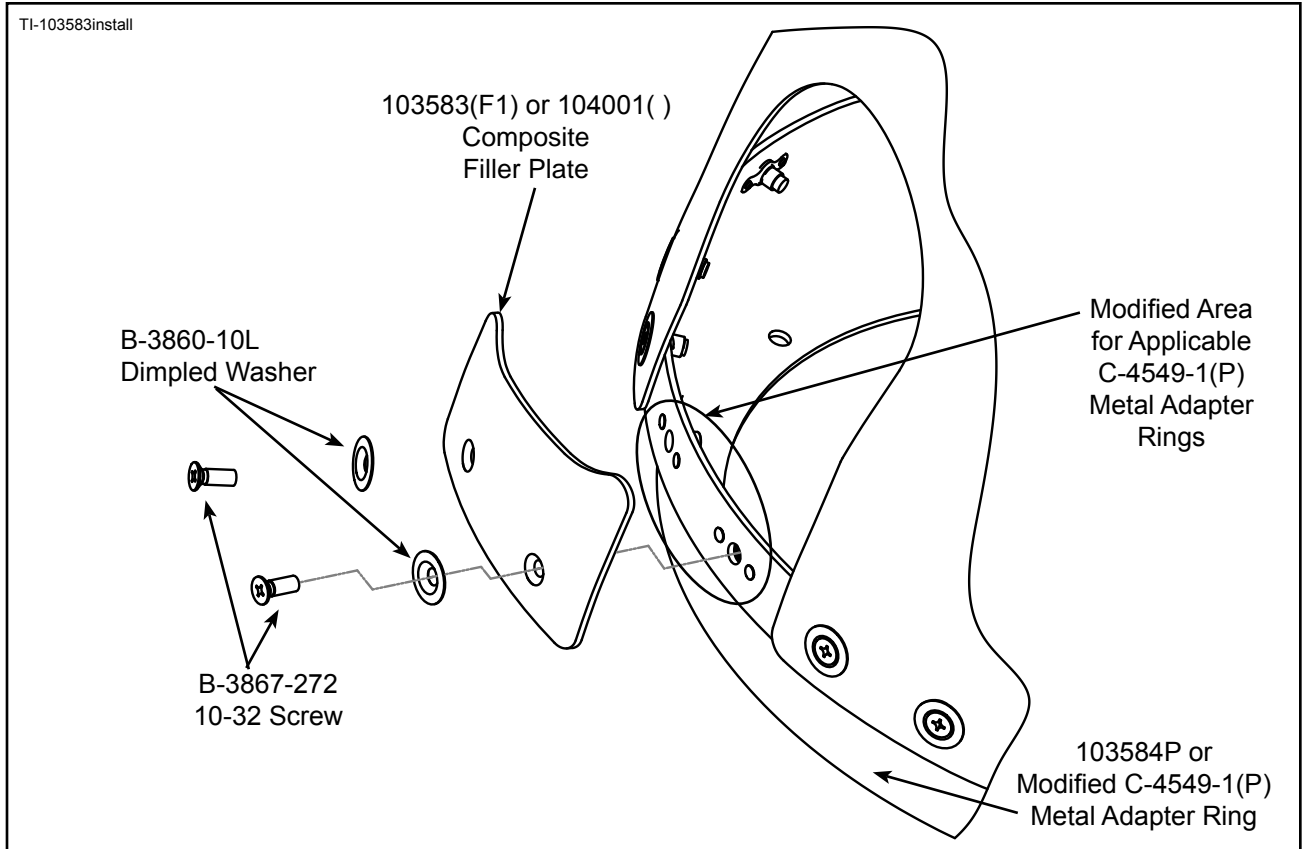 TI-103583install
103583(F1) or 104001( )
Composite
Filler Plate
B-3860-10L
Dimpled Washer
B-3867-272
10-32 Screw
Modified Area
for Applicable
C-4549-1(P)
Metal Adapter
Rings
103584P or
Modified C-4549-1(P)
Metal Adapter Ring